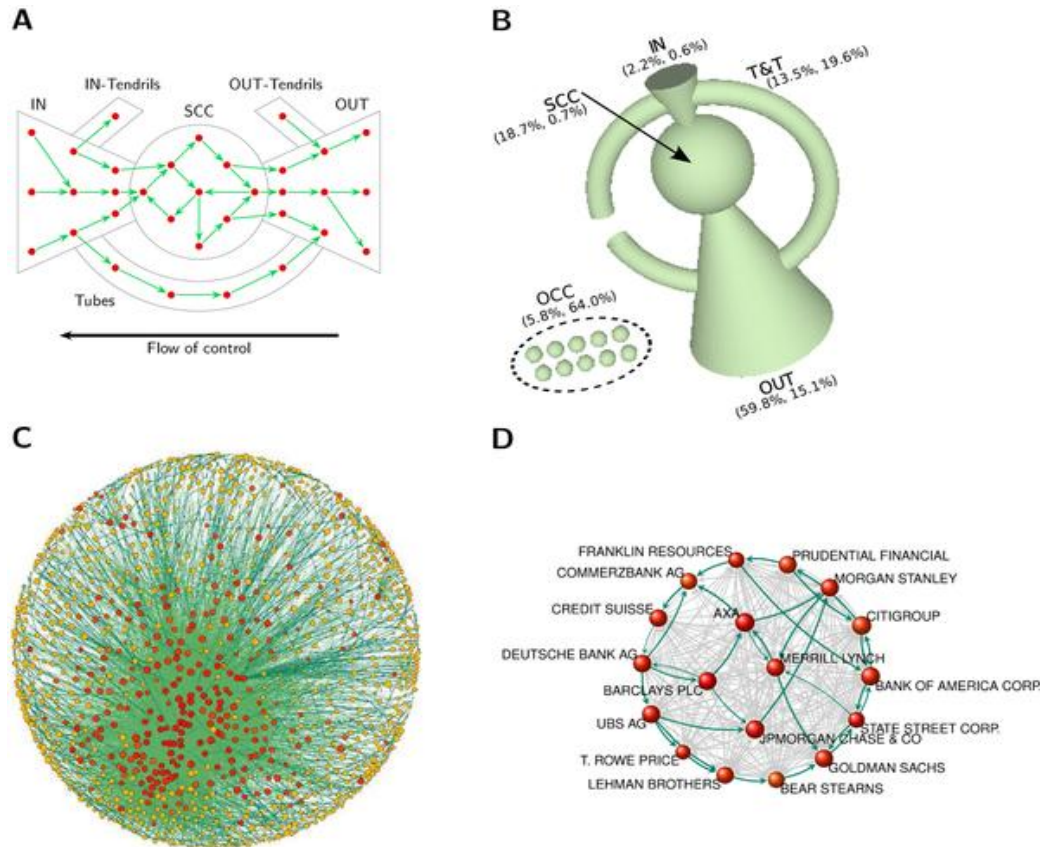 A
IN
IN-Tendrils
SCC
OUT-Tendrils
OUT
Tubes
Flow of control
B
IN
(2.2%, 0.6%)
T&T
(13.5%, 19.6%)
SCC
(18.7%, 0.7%)
OCC
(5.8%, 64.0%)
OUT
(59.8%, 15.1%)
C
D
FRANKLIN RESOURCES
PRUDENTIAL FINANCIAL
COMMERZBANK AG
MORGAN STANLEY
CREDIT SUISSE
AXA
CITIGROUP
DEUTSCHE BANK AG
MERRILL LYNCH
BARCLAYS PLC
BANK OF AMERICA CORP.
UBS AG
STATE STREET CORP.
JPMORGAN CHASE & CO
T. ROWE PRICE
GOLDMAN SACHS
LEHMAN BROTHERS
BEAR STEARNS